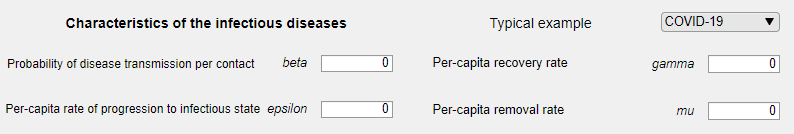 Characteristics of the infectious diseases Typical example COVID-19
Probability of disease transmission per contact beta 0 Per-capita recovery rate gamma 0
Per-capita rate of progression to infectious state epsilon 0 Per-capita removal rate mu 0